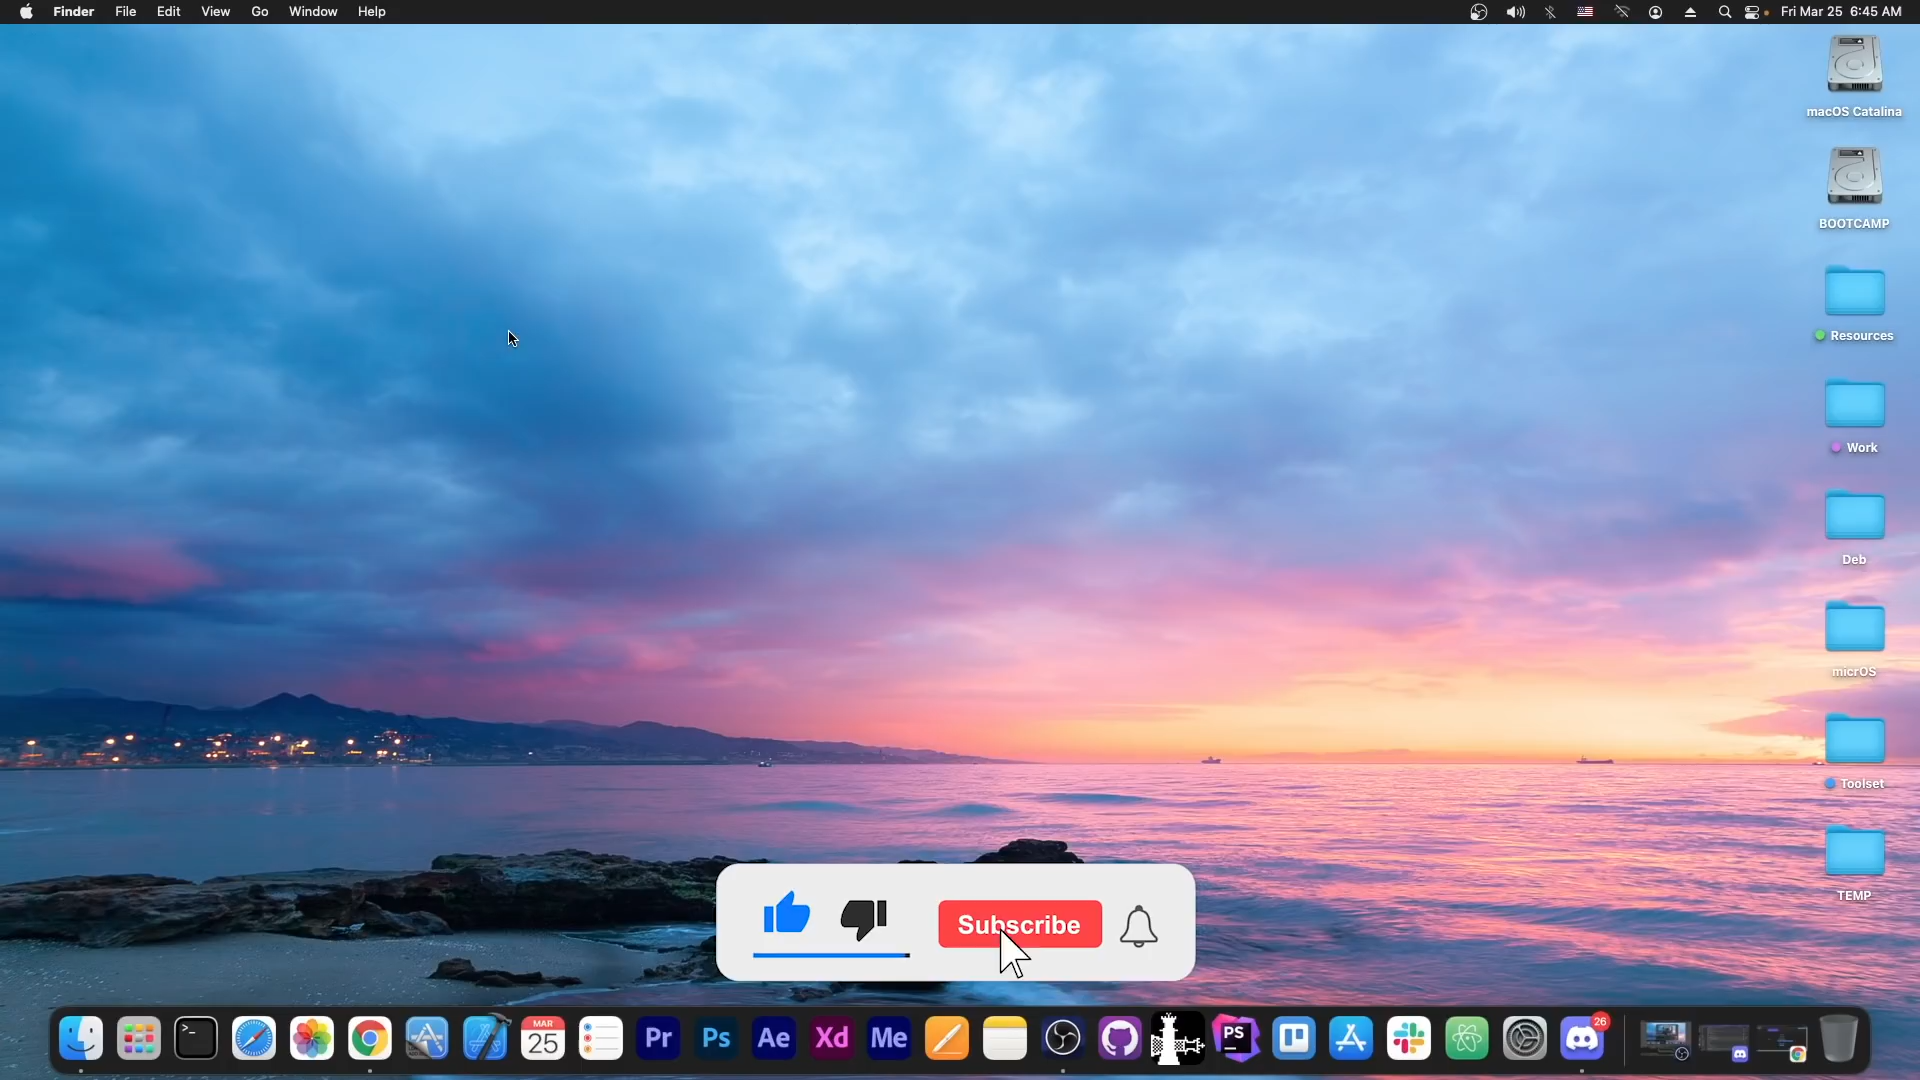 Finder File Edit View Go Window Help Fri Mar 25 6:45 AM
macOS Catalina
BOOTCAMP
Resources
Work
Deb
micrOS
Toolset
TEMP
Subscribe
>_
MAR
25
Pr
Ps
Ae
Xd
Me
PS
26